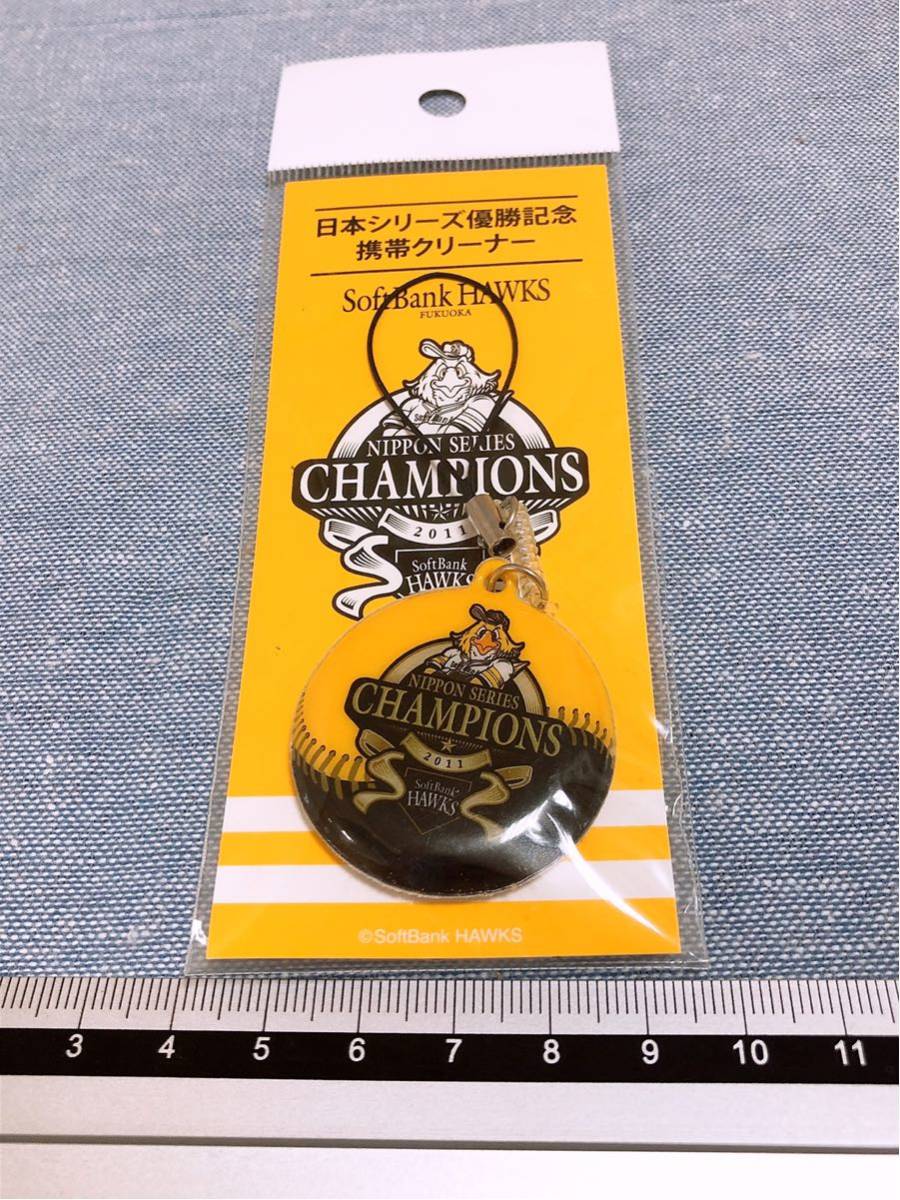 日本シリーズ優勝記念
携帯クリーナー
SoftBank HAWKS
FUKUOKA
SoftBank
NIPPON SERIES
CHAMPIONS
2011
SoftBank
HAWKS
NIPPON SERIES
CHAMPIONS
2011
SoftBank
HAWKS
©SoftBank HAWKS
3 4 5 6 7 8 9 10 11